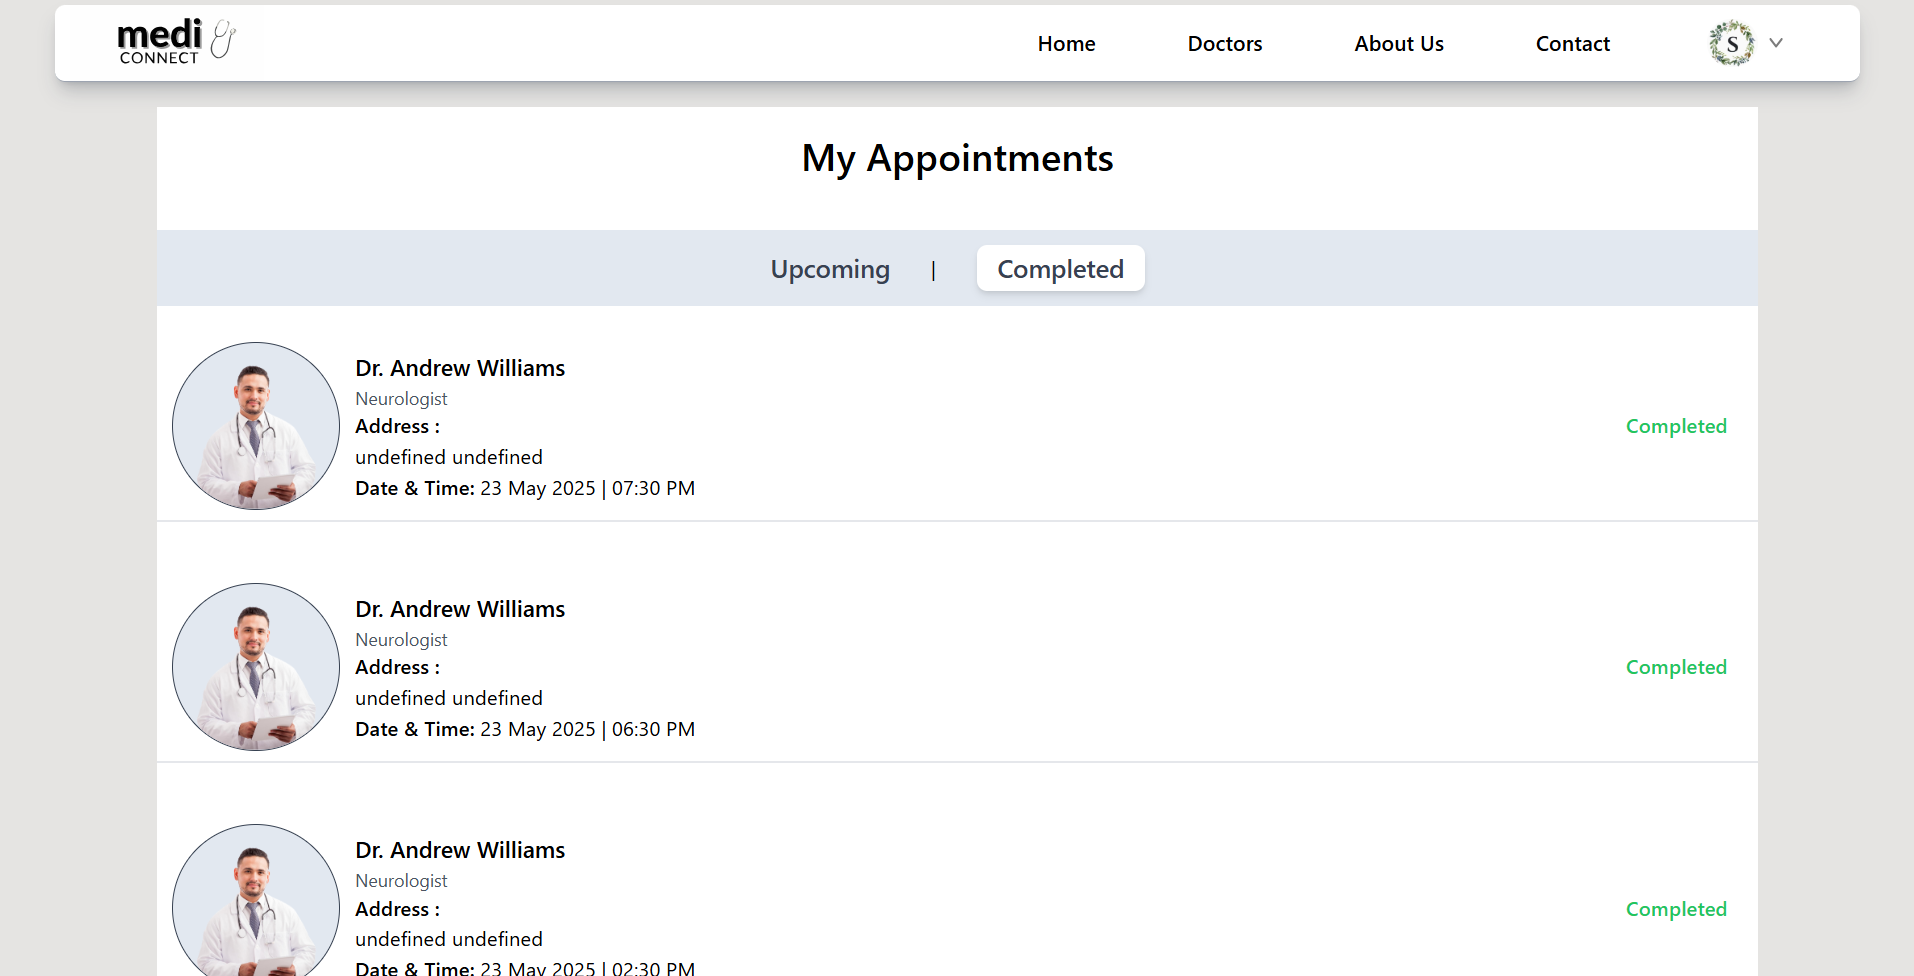 medi
CONNECT
Home Doctors About Us Contact S
My Appointments
Upcoming | Completed
Dr. Andrew Williams
Neurologist
Address :
undefined undefined
Date & Time: 23 May 2025 | 07:30 PM
Completed
Dr. Andrew Williams
Neurologist
Address :
undefined undefined
Date & Time: 23 May 2025 | 06:30 PM
Completed
Dr. Andrew Williams
Neurologist
Address :
undefined undefined
Date & Time: 23 May 2025 | 02:30 PM
Completed